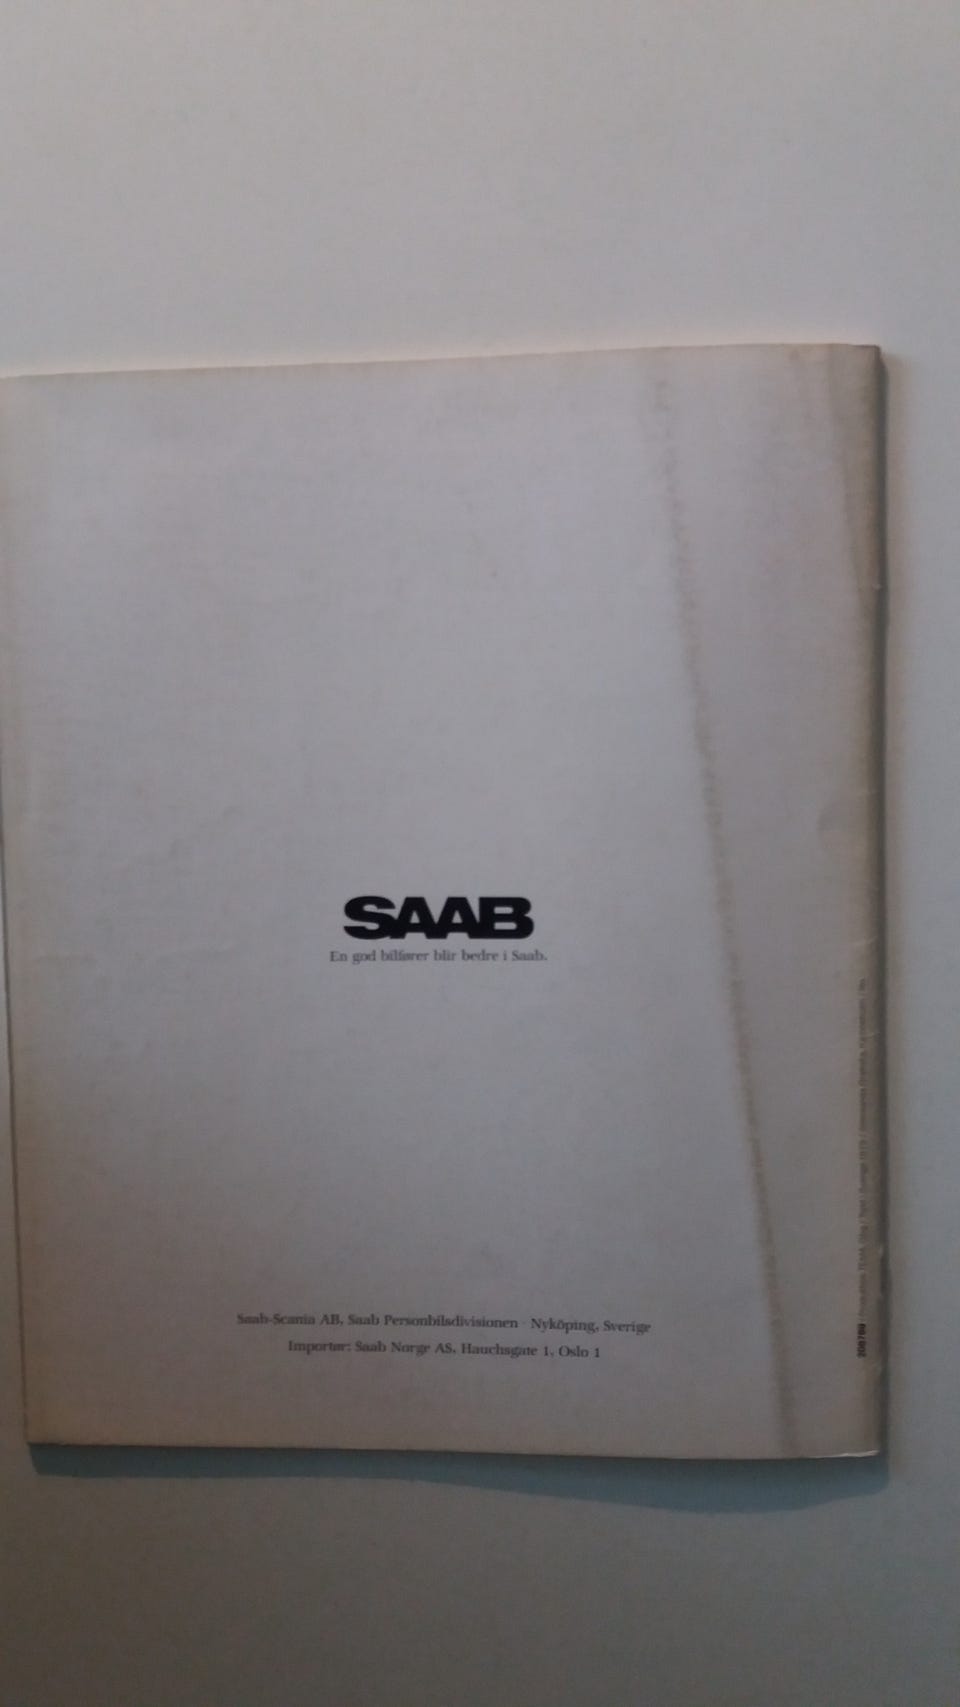 SAAB
En god bilfører blir bedre i Saab.
Saab-Scania AB, Saab Personbilsdivisionen · Nyköping, Sverige
Importør: Saab Norge AS, Hauchsgate 1, Oslo 1